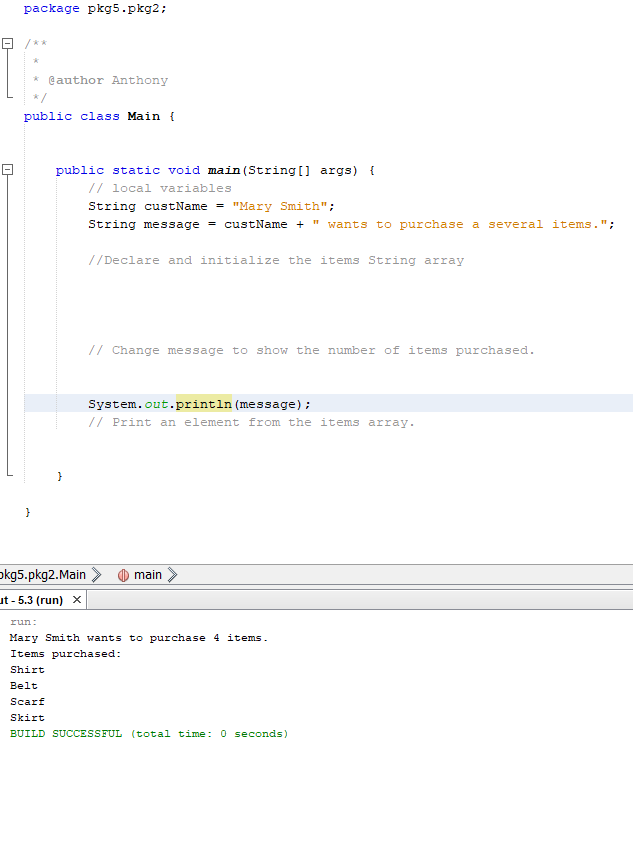 package pkg5.pkg2;
/**
*
* @author Anthony
*/
public class Main {
public static void main(String[] args) {
// local variables
String custName = "Mary Smith";
String message = custName + " wants to purchase a several items.";
//Declare and initialize the items String array
// Change message to show the number of items purchased.
System.out.println(message);
// Print an element from the items array.
}
}
pkg5.pkg2.Main main
ut - 5.3 (run) ×
run:
Mary Smith wants to purchase 4 items.
Items purchased:
Shirt
Belt
Scarf
Skirt
BUILD SUCCESSFUL (total time: 0 seconds)